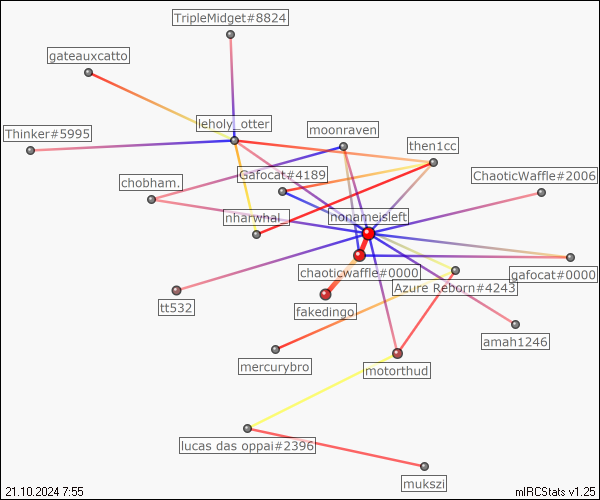 TripleMidget#8824
gateauxcatto
leholy_otter
Thinker#5995
moonraven
then1cc
Gafocat#4189
ChaoticWaffle#2006
chobham.
nharwhal_
nonameisleft
chaoticwaffle#0000
gafocat#0000
Azure Reborn#4243
tt532
fakedingo
amah1246
mercurybro
motorthud
lucas das oppai#2396
mukszi
21.10.2024 7:55
mIRCStats v1.25